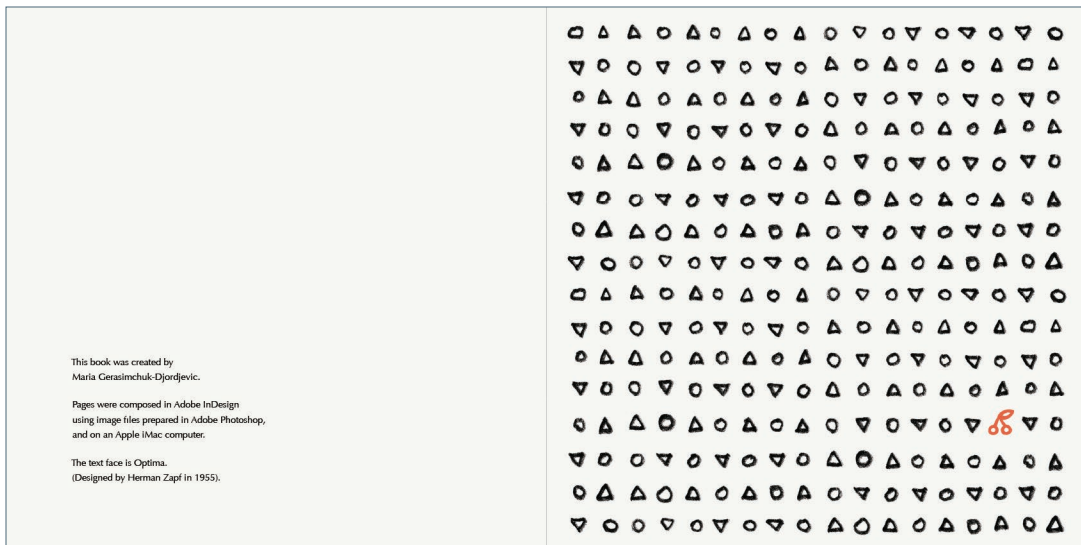 This book was created by
Maria Gerasimchuk-Djordjevic.
Pages were composed in Adobe InDesign
using image files prepared in Adobe Photoshop,
and on an Apple iMac computer.
The text face is Optima.
(Designed by Herman Zapf in 1955).